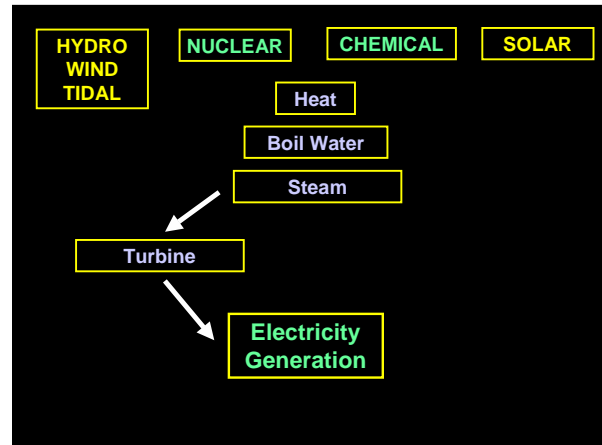 HYDRO
WIND
TIDAL
NUCLEAR
CHEMICAL
SOLAR
Heat
Boil Water
Steam
Turbine
Electricity
Generation